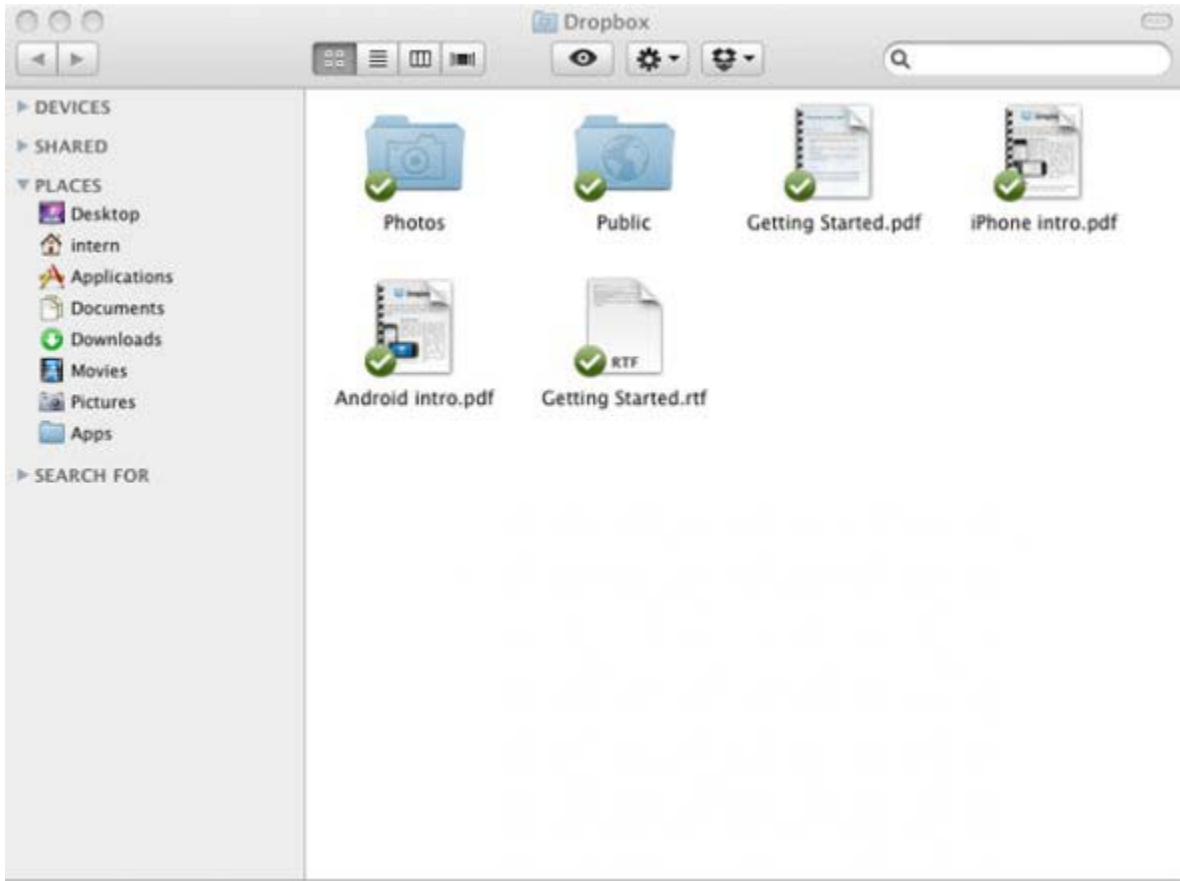 Dropbox
DEVICES
SHARED
PLACES
Desktop
intern
Applications
Documents
Downloads
Movies
Pictures
Apps
SEARCH FOR
Photos
Public
Getting Started.pdf
iPhone intro.pdf
Android intro.pdf
RTF
Getting Started.rtf